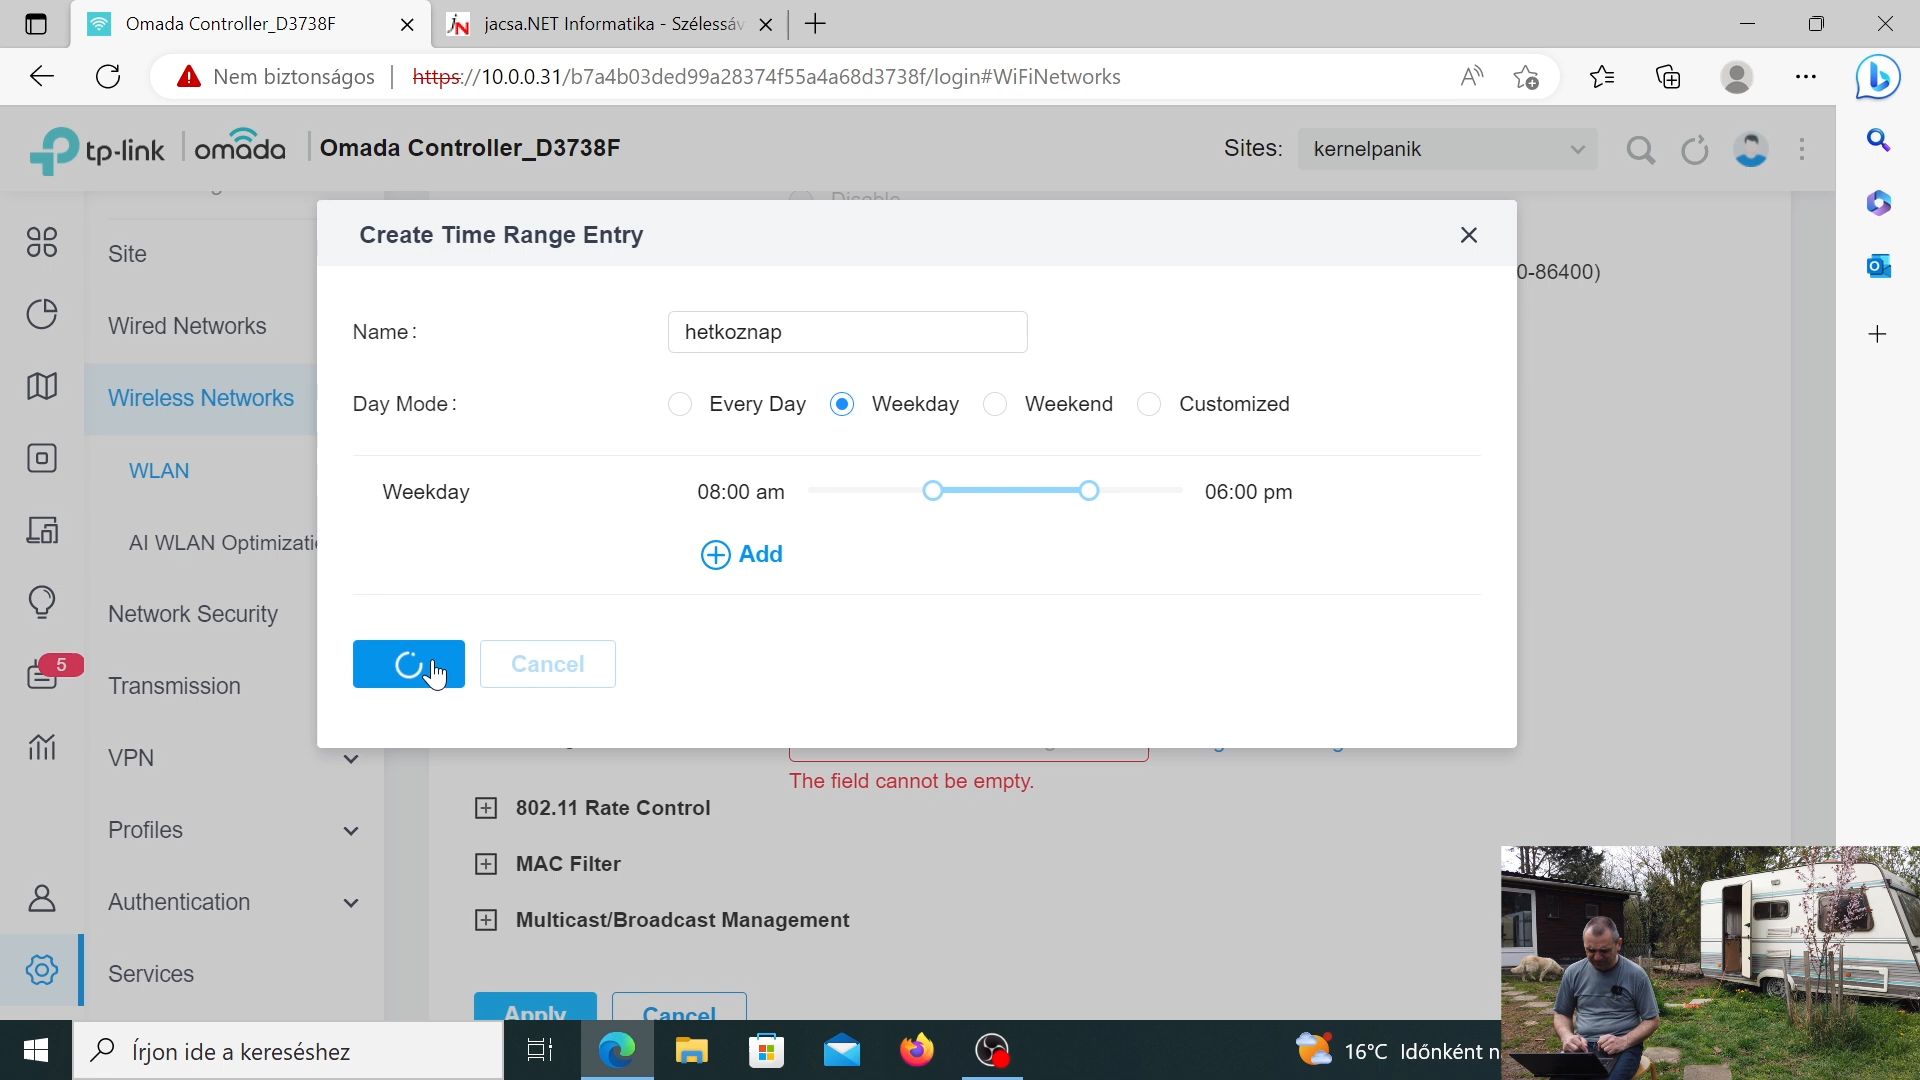 Omada Controller_D3738F
jacsa.NET Informatika - Szélessáv
Nem biztonságos
https://10.0.0.31/b7a4b03ded99a28374f55a4a68d3738f/login#WiFiNetworks
tp-link
omada
Omada Controller_D3738F
Sites:
kernelpanik
Disable
Create Time Range Entry
Site
0-86400)
Wired Networks
Name:
hetkoznap
Wireless Networks
Day Mode:
Every Day
Weekday
Weekend
Customized
WLAN
Weekday
08:00 am
06:00 pm
AI WLAN Optimizati
Add
Network Security
5
Cancel
Transmission
VPN
The field cannot be empty.
802.11 Rate Control
Profiles
MAC Filter
Authentication
Multicast/Broadcast Management
Services
Apply
Cancel
Írjon ide a kereséshez
16°C Időnként n